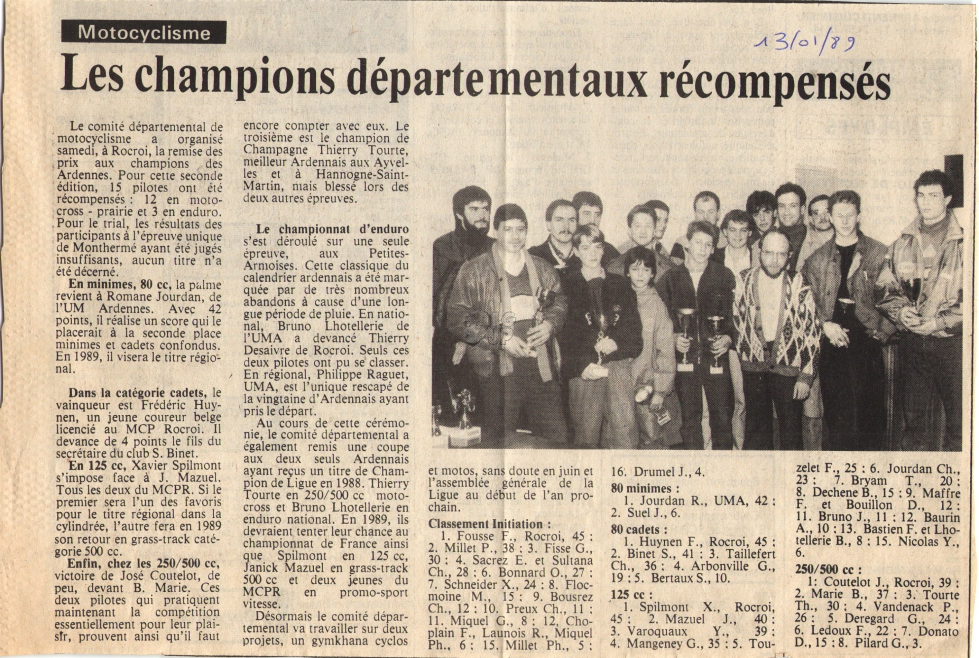 Motocyclisme
13/01/89
Les champions départementaux récompensés
Le comité départemental de
motocyclisme a organisé
samedi, à Rocroi, la remise des
prix aux champions des
Ardennes. Pour cette seconde
édition, 15 pilotes ont été
récompensés : 12 en moto-
cross - prairie et 3 en enduro.
Pour le trial, les résultats des
participants à l'épreuve unique
de Monthermé ayant été jugés
insuffisants, aucun titre n'a
été décerné.
En minimes, 80 cc, la palme
revient à Romane Jourdan, de
l'UM Ardennes. Avec 42
points, il réalise un score qui le
placerait à la seconde place
minimes et cadets confondus.
En 1989, il visera le titre régio-
nal.
Dans la catégorie cadets, le
vainqueur est Frédéric Huy-
nen, un jeune coureur belge
licencié au MCP Rocroi. Il
devance de 4 points le fils du
secrétaire du club S. Binet.
En 125 cc, Xavier Spilmont
s'impose face à J. Mazuel.
Tous les deux du MCPR. Si le
premier sera l'un des favoris
pour le titre régional dans la
cylindrée, l'autre fera en 1989
son retour en grass-track caté-
gorie 500 cc.
Enfin, chez les 250/500 cc,
victoire de José Coutelot, de
peu, devant B. Marie. Ces
deux pilotes qui pratiquent
maintenant la compétition
essentiellement pour leur plai-
sir, prouvent ainsi qu'il faut
encore compter avec eux. Le
troisième est le champion de
Champagne Thierry Tourte,
meilleur Ardennais aux Ayvel-
les et à Hannogne-Saint-
Martin, mais blessé lors des
deux autres épreuves.
Le championnat d'enduro
s'est déroulé sur une seule
épreuve, aux Petites-
Armoises. Cette classique du
calendrier ardennais a été mar-
quée par de très nombreux
abandons à cause d'une lon-
gue période de pluie. En natio-
nal, Bruno Lhotellerie de
l'UMA a devancé Thierry
Desaivre de Rocroi. Seuls ces
deux pilotes ont pu se classer.
En régional, Philippe Raguet,
UMA, est l'unique rescapé de
la vingtaine d'Ardennais ayant
pris le départ.
Au cours de cette cérémo-
nie, le comité départemental a
également remis une coupe
aux deux seuls Ardennais
ayant reçus un titre de Cham-
pion de Ligue en 1988. Thierry
Tourte en 250/500 cc moto-
cross et Bruno Lhotellerie en
enduro national. En 1989, ils
devraient tenter leur chance au
championnat de France ainsi
que Spilmont en 125 cc,
Janick Mazuel en grass-track
500 cc et deux jeunes du
MCPR en promo-sport
vitesse.
Désormais le comité dépar-
temental va travailler sur deux
projets, un gymkhana cyclos
et motos, sans doute en juin et
l'assemblée générale de la
Ligue au début de l'an pro-
chain.
Classement Initiation :
1. Fousse F., Rocroi, 45 :
2. Millet P., 38 ; 3. Fisse G.,
30 : 4. Sacrez E. et Sultana
Ch., 28 : 6. Bonnard O., 27 :
7. Schneider X., 24 : 8. Floc-
moine M., 15 : 9. Bousrez
Ch., 12 : 10. Preux Ch., 11 :
11. Miquel G., 8 : 12. Cho-
plain F., Launois R., Miquel
Ph., 6 : 15. Millet Ph., 5 :
16. Drumel J., 4.
80 minimes :
1. Jourdan R., UMA, 42 :
2. Suel J., 6.
80 cadets :
1. Huynen F., Rocroi, 45 :
2. Binet S., 41 : 3. Taillefert
Ch., 36 : 4. Arbonville G.,
19 : 5. Bertaux S., 10.
125 cc :
1. Spilmont X., Rocroi,
45 : 2. Mazuel J., 40 :
3. Varoquaux Y., 39 :
4. Mangeney G., 35 : 5. Tou-
zelet F., 25 : 6. Jourdan Ch.,
23 : 7. Bryam T., 20 :
8. Dechene B., 15 : 9. Maffre
F. et Bouillon D., 12 :
11. Bruno J., 11 : 12. Baurin
A., 10 : 13. Bastien F. et Lho-
tellerie B., 8 : 15. Nicolas Y.,
6.
250/500 cc :
1: Coutelot J., Rocroi, 39 :
2. Marie B., 37 : 3. Tourte
Th., 30 : 4. Vandenack P.,
26 : 5. Deregard G., 24 :
6. Ledoux F., 22 : 7. Donato
D., 15 : 8. Pilard G., 3.